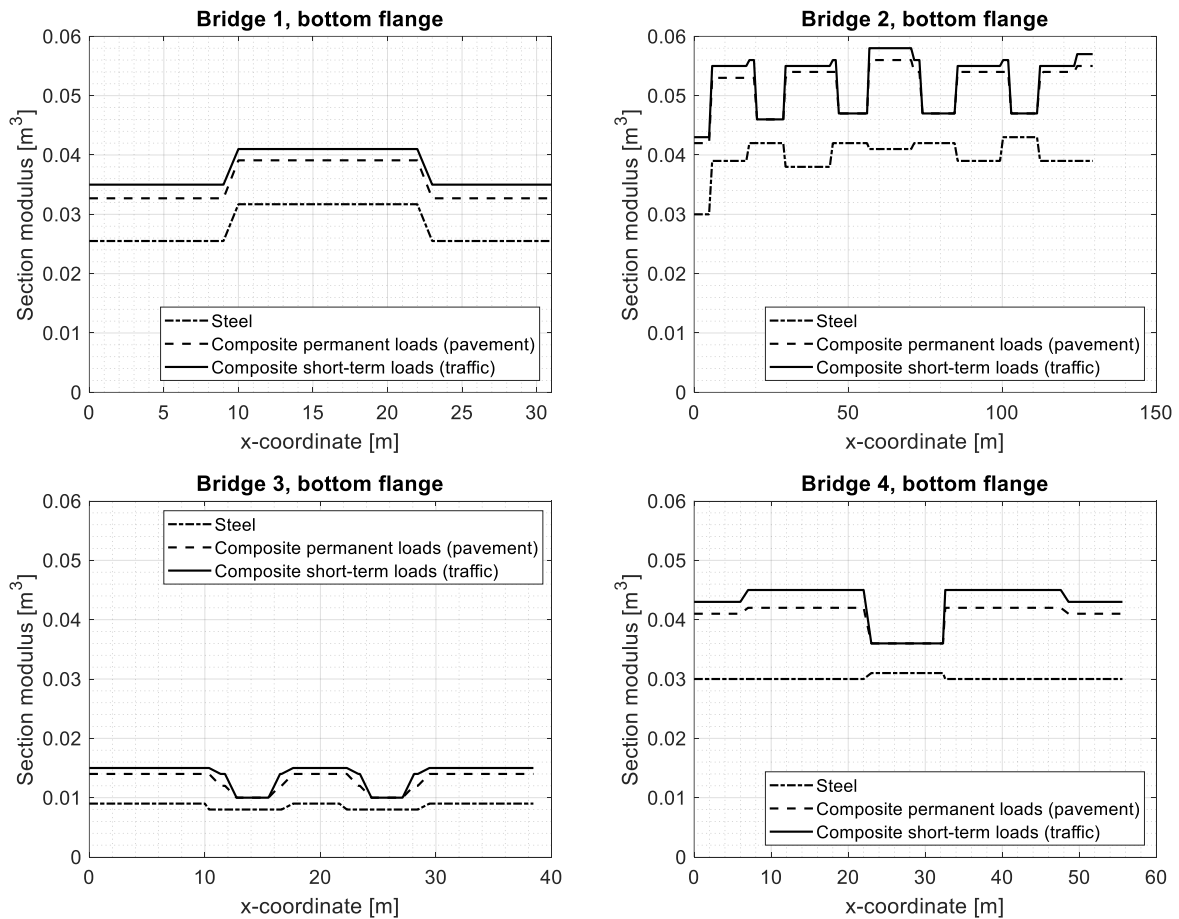 Bridge 1, bottom flange
0.06
0.05
0.04
0.03
0.02
0.01
0
Section modulus [m³]
Steel
Composite permanent loads (pavement)
Composite short-term loads (traffic)
0 5 10 15 20 25 30
x-coordinate [m]
Bridge 2, bottom flange
0.06
0.05
0.04
0.03
0.02
0.01
0
Section modulus [m³]
Steel
Composite permanent loads (pavement)
Composite short-term loads (traffic)
0 50 100 150
x-coordinate [m]
Bridge 3, bottom flange
0.06
0.05
0.04
0.03
0.02
0.01
0
Section modulus [m³]
Steel
Composite permanent loads (pavement)
Composite short-term loads (traffic)
0 10 20 30 40
x-coordinate [m]
Bridge 4, bottom flange
0.06
0.05
0.04
0.03
0.02
0.01
0
Section modulus [m³]
Steel
Composite permanent loads (pavement)
Composite short-term loads (traffic)
0 10 20 30 40 50 60
x-coordinate [m]